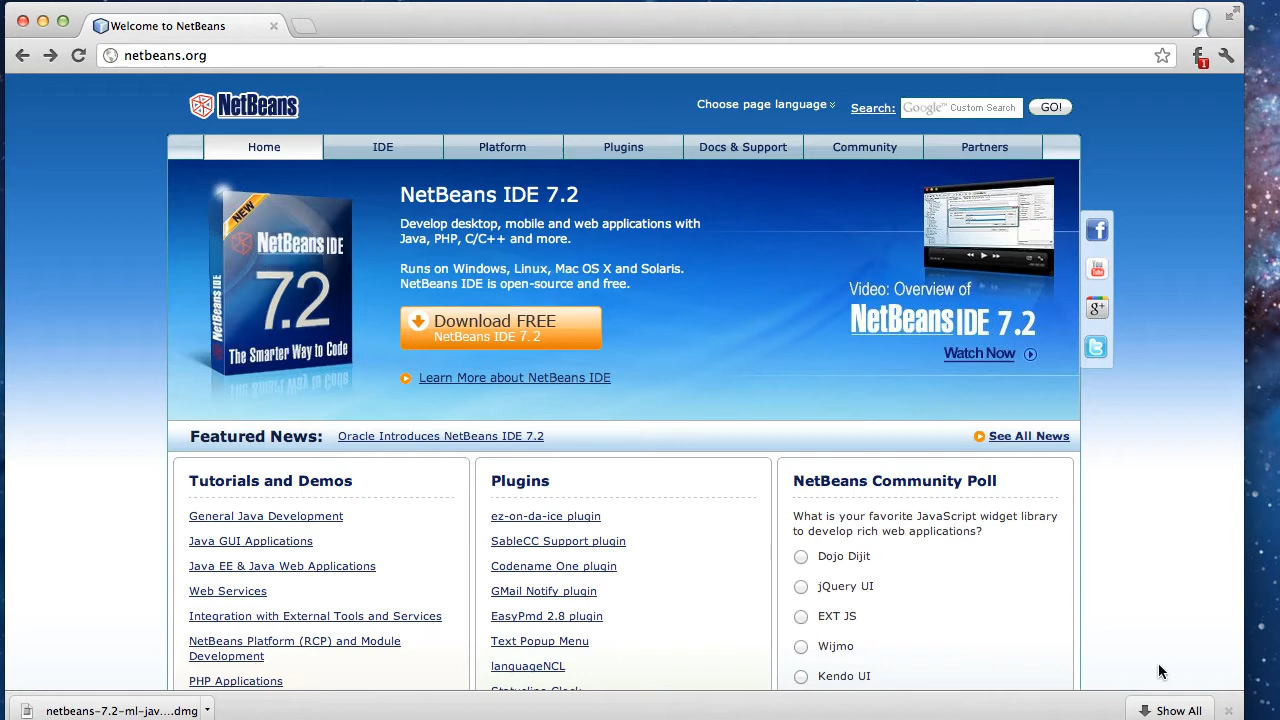 Welcome to NetBeans
netbeans.org
1
NetBeans
Choose page language
Search:
Google™ Custom Search
GO!
Home
IDE
Platform
Plugins
Docs & Support
Community
Partners
NEW
NetBeans IDE
7.2
The Smarter Way to Code
NetBeans IDE
NetBeans IDE 7.2
Develop desktop, mobile and web applications with
Java, PHP, C/C++ and more.
Runs on Windows, Linux, Mac OS X and Solaris.
NetBeans IDE is open-source and free.
Download FREE
NetBeans IDE 7.2
Learn More about NetBeans IDE
Video: Overview of
NetBeans IDE 7.2
Watch Now
f
You
Tube
g+
t
Featured News:
Oracle Introduces NetBeans IDE 7.2
See All News
Tutorials and Demos
General Java Development
Java GUI Applications
Java EE & Java Web Applications
Web Services
Integration with External Tools and Services
NetBeans Platform (RCP) and Module
Development
PHP Applications
Plugins
ez-on-da-ice plugin
SableCC Support plugin
Codename One plugin
GMail Notify plugin
EasyPmd 2.8 plugin
Text Popup Menu
languageNCL
Statusline Clock
NetBeans Community Poll
What is your favorite JavaScript widget library
to develop rich web applications?
Dojo Dijit
jQuery UI
EXT JS
Wijmo
Kendo UI
netbeans-7.2-ml-jav....dmg
Show All